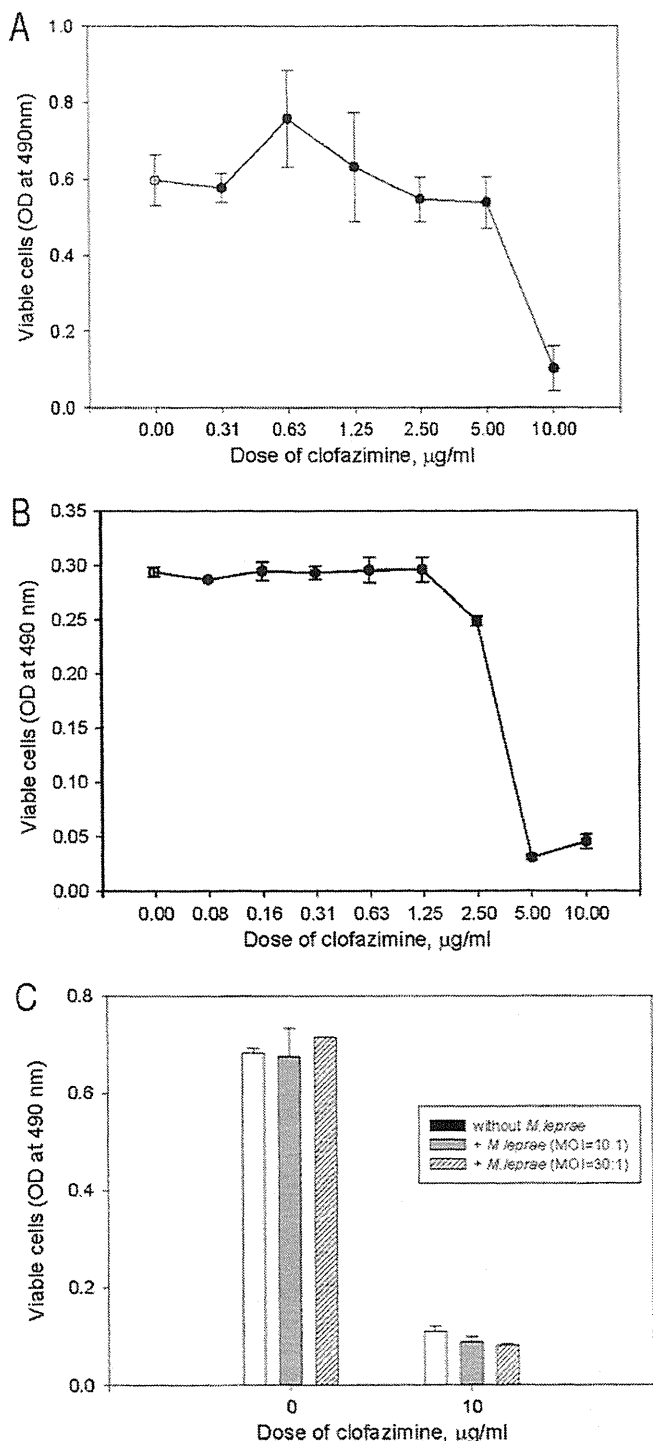 A
1.0
0.8
0.6
0.4
0.2
0.0
Viable cells (OD at 490nm)
0.00 0.31 0.63 1.25 2.50 5.00 10.00
Dose of clofazimine, µg/ml
B
0.35
0.30
0.25
0.20
0.15
0.10
0.05
0.00
Viable cells (OD at 490 nm)
0.00 0.08 0.16 0.31 0.63 1.25 2.50 5.00 10.00
Dose of clofazimine, µg/ml
C
0.8
0.6
0.4
0.2
0.0
Viable cells (OD at 490 nm)
without M.leprae
+ M.leprae (MOI=10:1)
+ M.leprae (MOI=30:1)
0 10
Dose of clofazimine, µg/ml